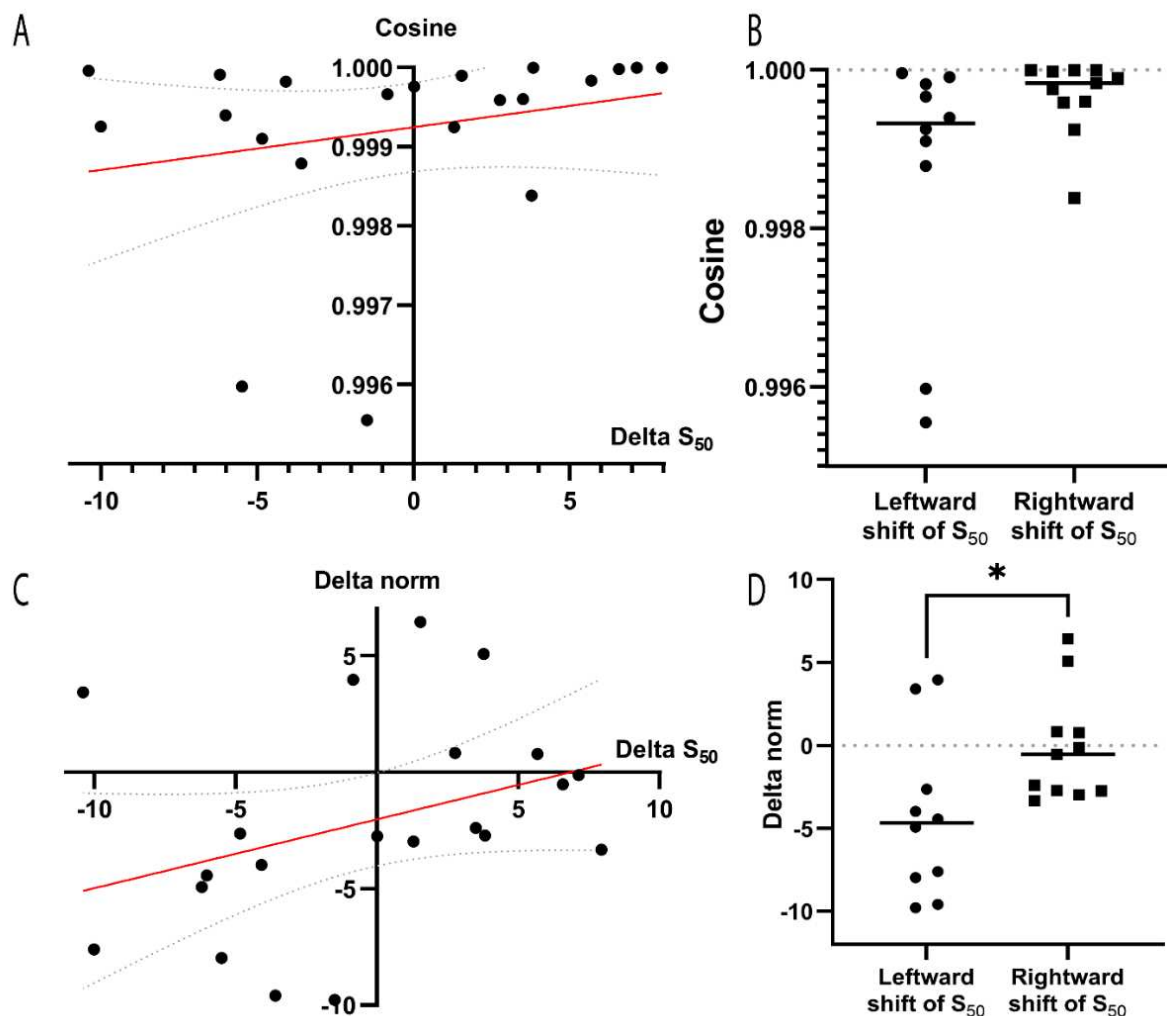 A
Cosine
1.000
0.999
0.998
0.997
0.996
Delta S50
-10
-5
0
5
B
Cosine
1.000
0.998
0.996
Leftward
shift of S50
Rightward
shift of S50
C
Delta norm
5
Delta S50
-10
-5
5
10
-5
-10
D
*
Delta norm
10
5
0
-5
-10
Leftward
shift of S50
Rightward
shift of S50